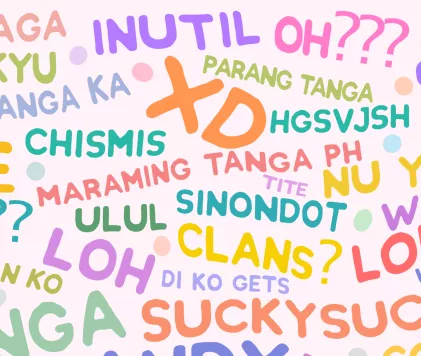 AGA
INUTIL
OH???
KYU
PARANG TANGA
ANGA KA
XD
HGSVJSH
CHISMIS
MARAMING TANGA PH
TITE
NU
ULUL
SINONDOT
W
??
LOH
CLANS?
LO
N KO
DI KO GETS
NGA
SUCKYSUC